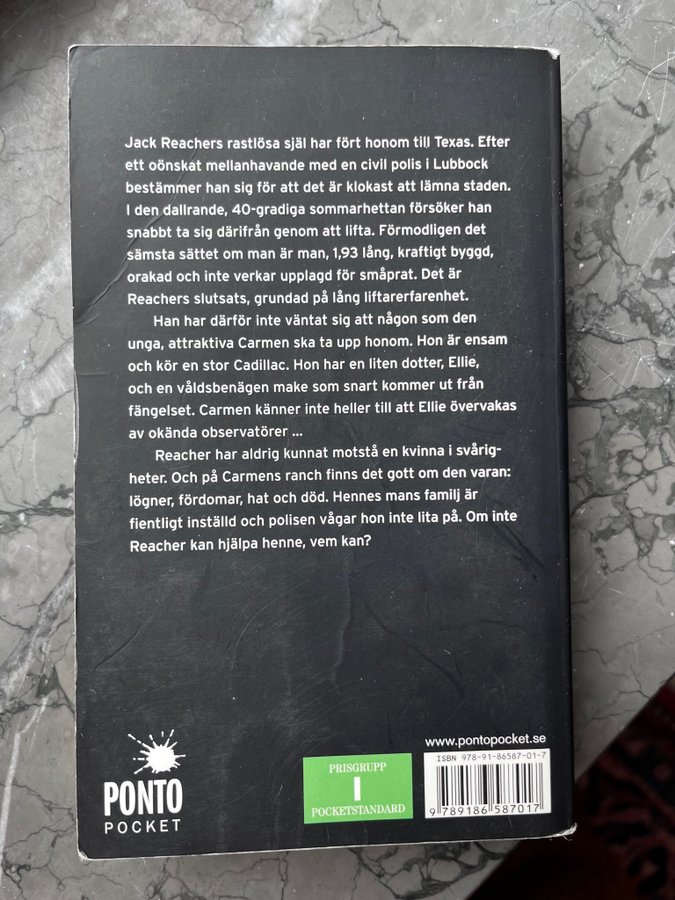 Jack Reachers rastlösa själ har fört honom till Texas. Efter
ett oönskat mellanhavande med en civil polis i Lubbock
bestämmer han sig för att det är klokast att lämna staden.
I den dallrande, 40-gradiga sommarhettan försöker han
snabbt ta sig därifrån genom att lifta. Förmodligen det
sämsta sättet om man är man, 1,93 lång, kraftigt byggd,
orakad och inte verkar upplagd för småprat. Det är
Reachers slutsats, grundad på lång liftarerfarenhet.
Han har därför inte väntat sig att någon som den
unga, attraktiva Carmen ska ta upp honom. Hon är ensam
och kör en stor Cadillac. Hon har en liten dotter, Ellie,
och en våldsbenägen make som snart kommer ut från
fängelset. Carmen känner inte heller till att Ellie övervakas
av okända observatörer ...
Reacher har aldrig kunnat motstå en kvinna i svårig-
heter. Och på Carmens ranch finns det gott om den varan:
lögner, fördomar, hat och död. Hennes mans familj är
fientligt inställd och polisen vågar hon inte lita på. Om inte
Reacher kan hjälpa henne, vem kan?
www.pontopocket.se
ISBN 978-91-86587-01-7
9 789186 587017
PRISGRUPP
I
POCKETSTANDARD
PONTO
POCKET